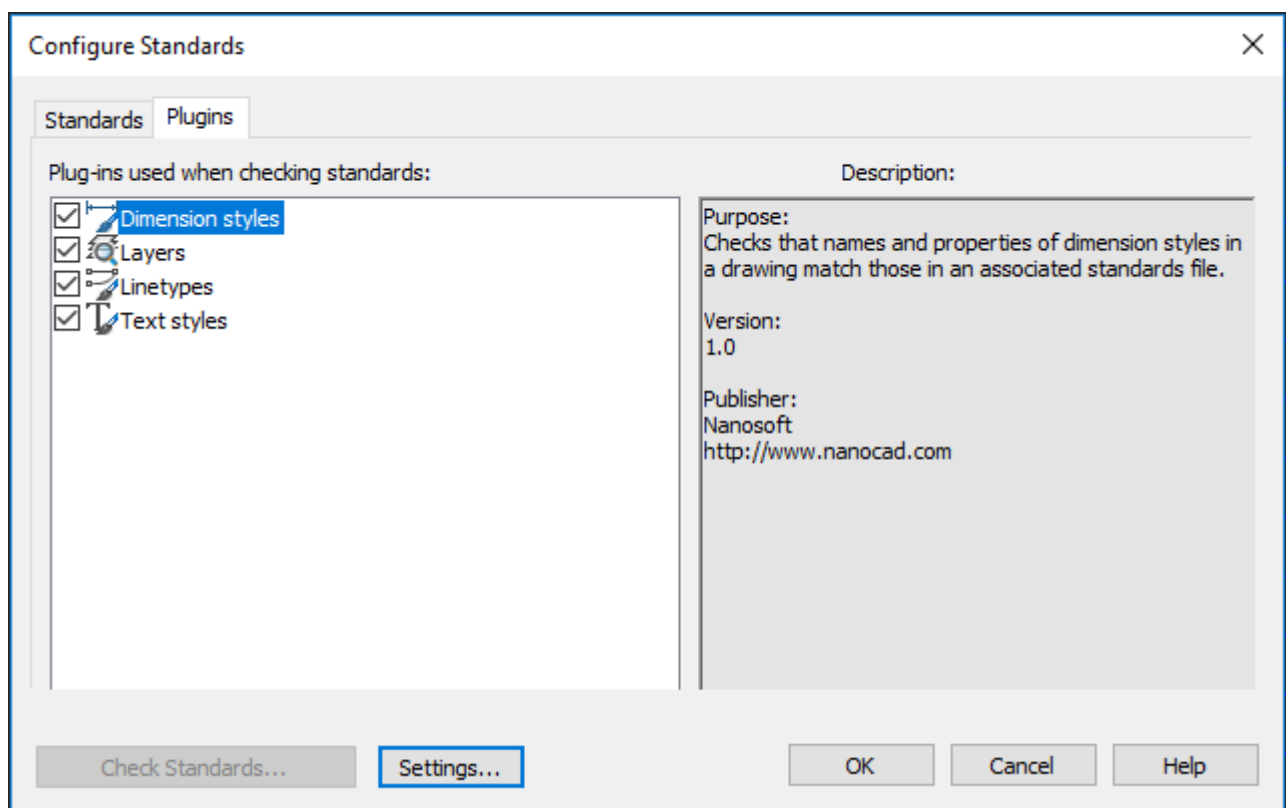 Configure Standards
Standards
Plugins
Plug-ins used when checking standards:
Description:
Dimension styles
Layers
Linetypes
Text styles
Purpose:
Checks that names and properties of dimension styles in
a drawing match those in an associated standards file.
Version:
1.0
Publisher:
Nanosoft
http://www.nanocad.com
Check Standards...
Settings...
OK
Cancel
Help